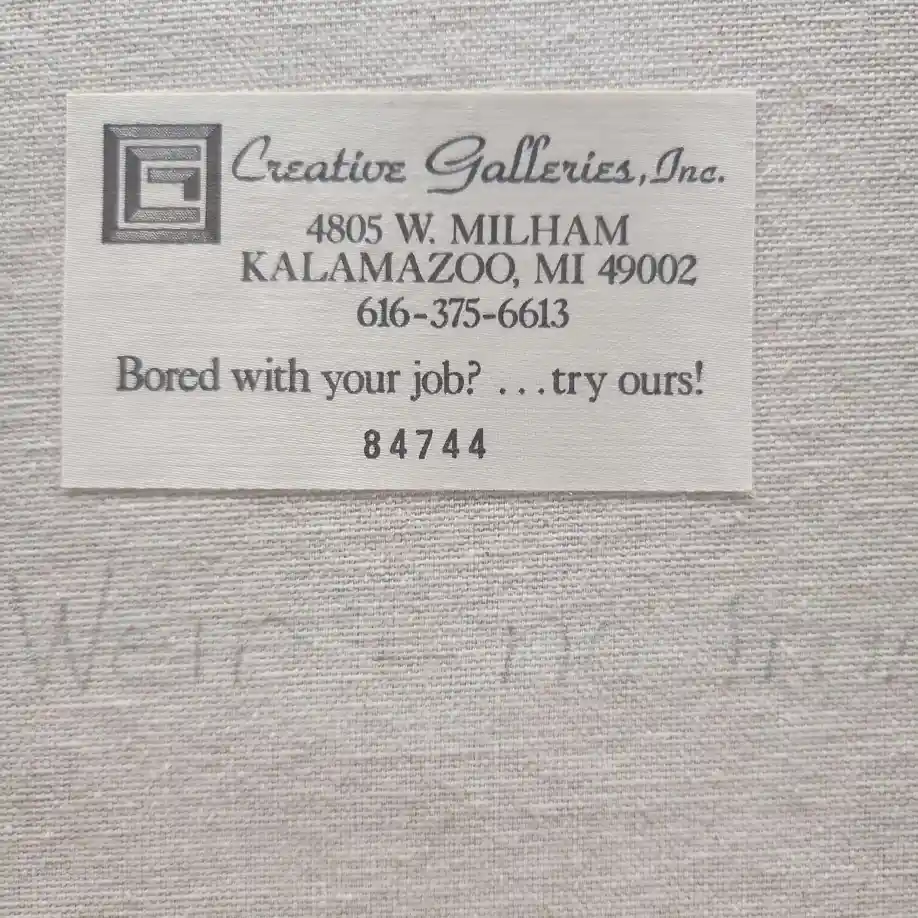 Creative Galleries, Inc.
4805 W. MILHAM
KALAMAZOO, MI 49002
616-375-6613
Bored with your job? ...try ours!
84744